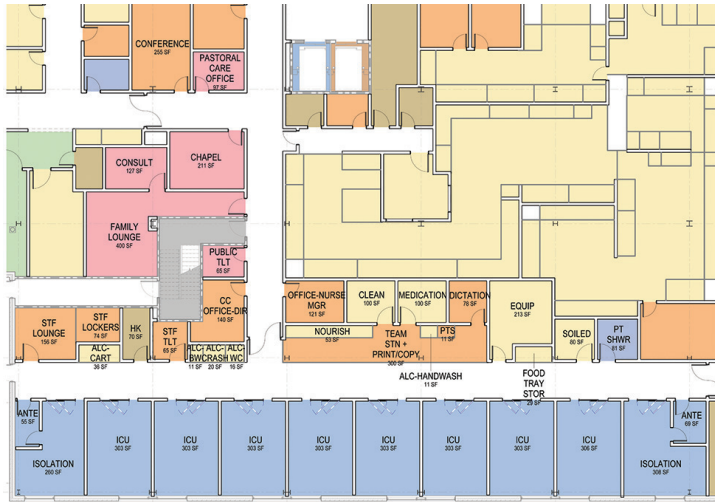 CONFERENCE
255 SF
PASTORAL
CARE
OFFICE
97 SF
CONSULT
127 SF
CHAPEL
211 SF
FAMILY
LOUNGE
400 SF
PUBLIC
TLT
65 SF
CC
OFFICE-DIR
140 SF
STF
LOUNGE
156 SF
STF
LOCKERS
74 SF
HK
70 SF
STF
TLT
65 SF
ALC-
CART
36 SF
ALC-
BW
11 SF
ALC-
CRASH
20 SF
ALC-
WC
16 SF
OFFICE-NURSE
MGR
121 SF
CLEAN
100 SF
MEDICATION
100 SF
DICTATION
78 SF
EQUIP
213 SF
NOURISH
53 SF
TEAM
STN +
PRINT/COPY
300 SF
PTS
11 SF
SOILED
80 SF
PT
SHWR
81 SF
ALC-HANDWASH
11 SF
FOOD
TRAY
STOR
29 SF
ANTE
55 SF
ISOLATION
260 SF
ICU
303 SF
ICU
303 SF
ICU
303 SF
ICU
303 SF
ICU
333 SF
ICU
303 SF
ICU
303 SF
ICU
306 SF
ANTE
69 SF
ISOLATION
308 SF